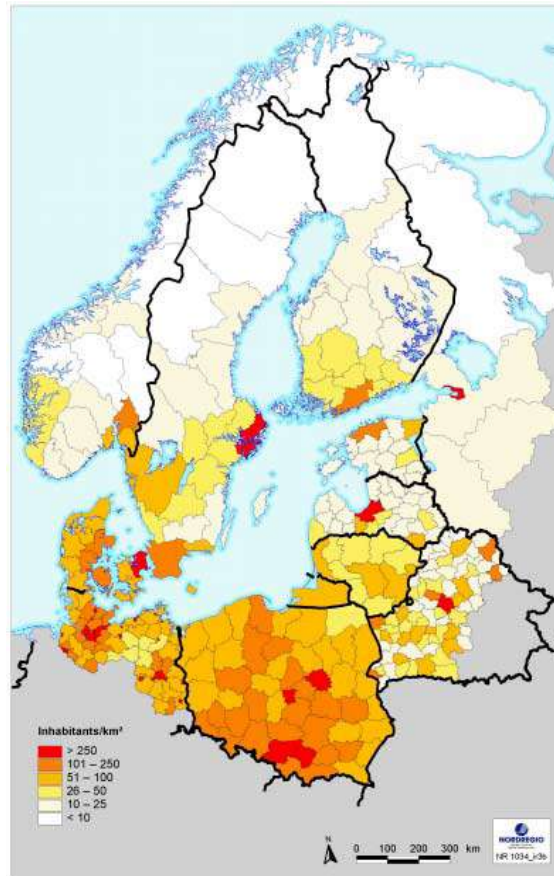 Inhabitants/km²
> 250
101 – 250
51 – 100
26 – 50
10 – 25
< 10
N
0 100 200 300 km
NORDREGIO
NR 1034_ir3b